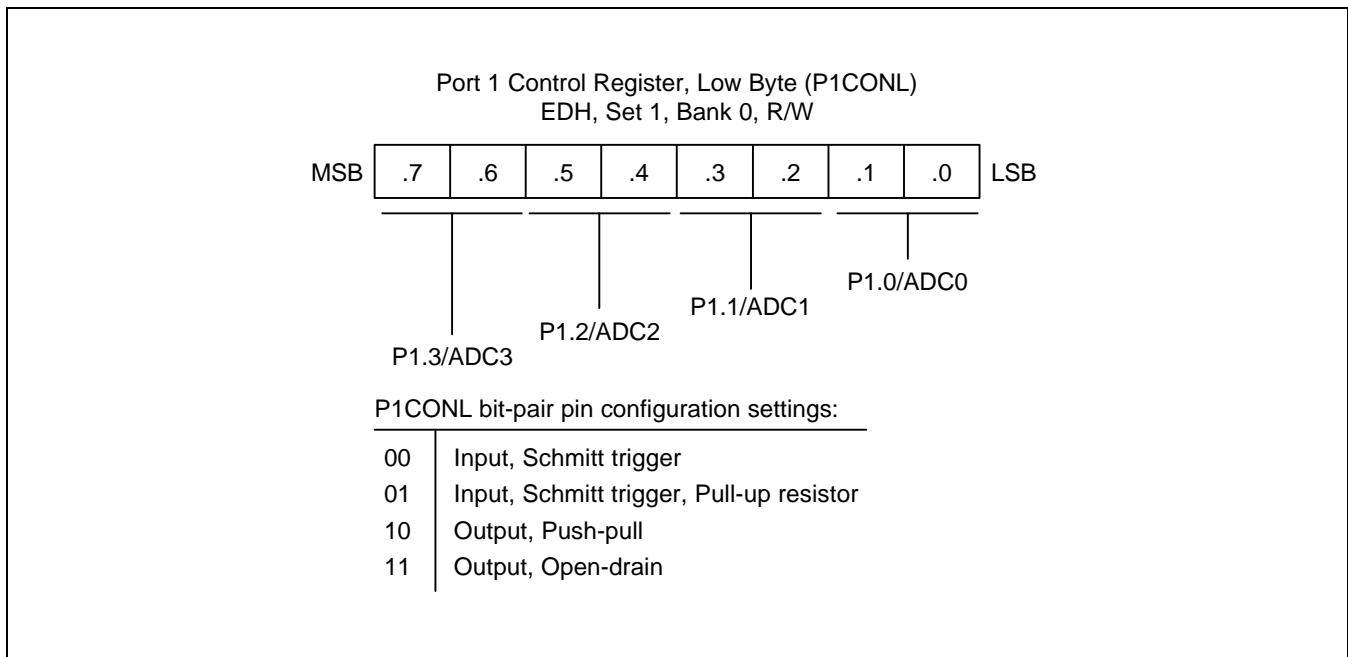 Port 1 Control Register, Low Byte (P1CONL)
EDH, Set 1, Bank 0, R/W
MSB .7 .6 .5 .4 .3 .2 .1 .0 LSB
P1.0/ADC0
P1.1/ADC1
P1.2/ADC2
P1.3/ADC3
P1CONL bit-pair pin configuration settings:
00 Input, Schmitt trigger
01 Input, Schmitt trigger, Pull-up resistor
10 Output, Push-pull
11 Output, Open-drain